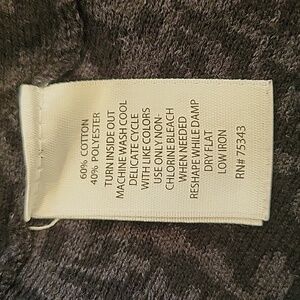 60% COTTON
40% POLYESTER
TURN INSIDE OUT
MACHINE WASH COOL
DELICATE CYCLE
WITH LIKE COLORS
USE ONLY NON-
CHLORINE BLEACH
WHEN NEEDED
RESHAPE WHILE DAMP
DRY FLAT
LOW IRON
RN# 75343